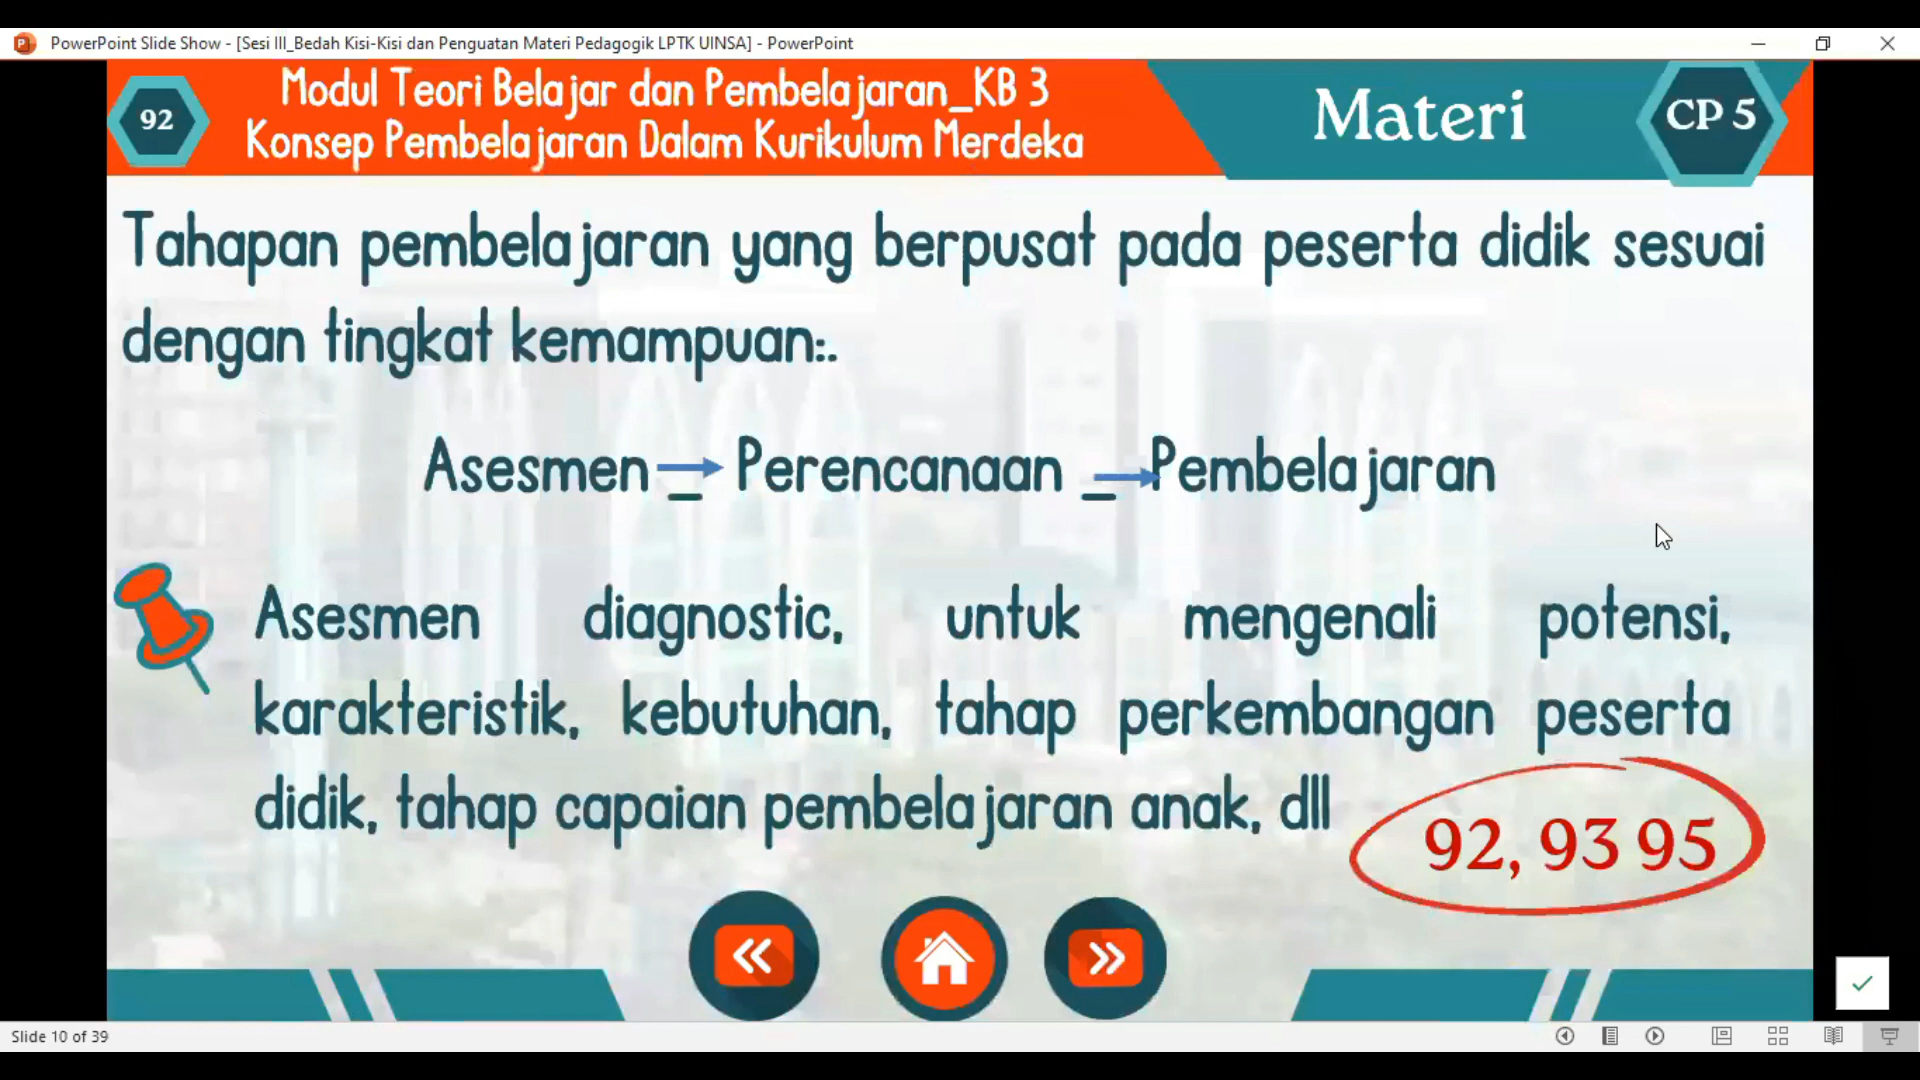 PowerPoint Slide Show - [Sesi III_Bedah Kisi-Kisi dan Penguatan Materi Pedagogik LPTK UINSA] - PowerPoint
92
Modul Teori Belajar dan Pembelajaran_KB 3
Konsep Pembelajaran Dalam Kurikulum Merdeka
Materi
CP 5
Tahapan pembelajaran yang berpusat pada peserta didik sesuai
dengan tingkat kemampuan:.
Asesmen _ Perencanaan _ Pembelajaran
Asesmen diagnostic, untuk mengenali potensi,
karakteristik, kebutuhan, tahap perkembangan peserta
didik, tahap capaian pembelajaran anak, dll
92, 93 95
Slide 10 of 39